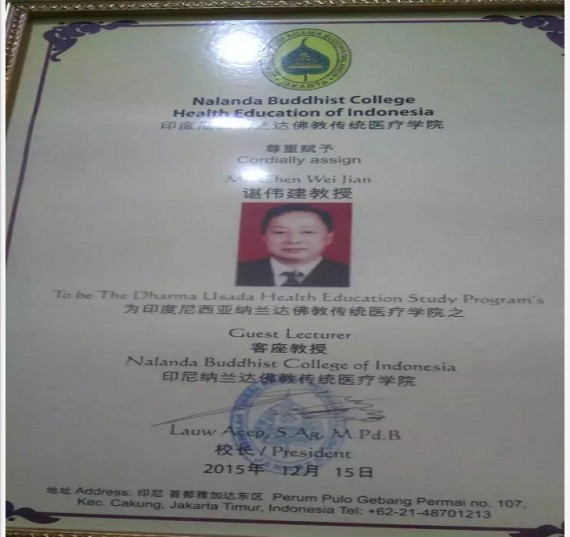 AGAMA BUDDHA
JAKARTA
Nalanda Buddhist College
Health Education of Indonesia
印度尼西亚纳兰达佛教传统医疗学院
尊重赋予
Cordially assign
Chen Wei Jian
谌伟建教授
To be The Dharma Usada Health Education Study Program's
为印度尼西亚纳兰达佛教传统医疗学院之
Guest Lecturer
客座教授
Nalanda Buddhist College of Indonesia
印尼纳兰达佛教传统医疗学院
Lauw Acep, S.Ag, M.Pd.B
校长 / President
2015年 12月 15日
地址 Address: 印尼 首都雅加达东区 Perum Pulo Gebang Permai no. 107,
Kec. Cakung, Jakarta Timur, Indonesia Tel: +62-21-48701213